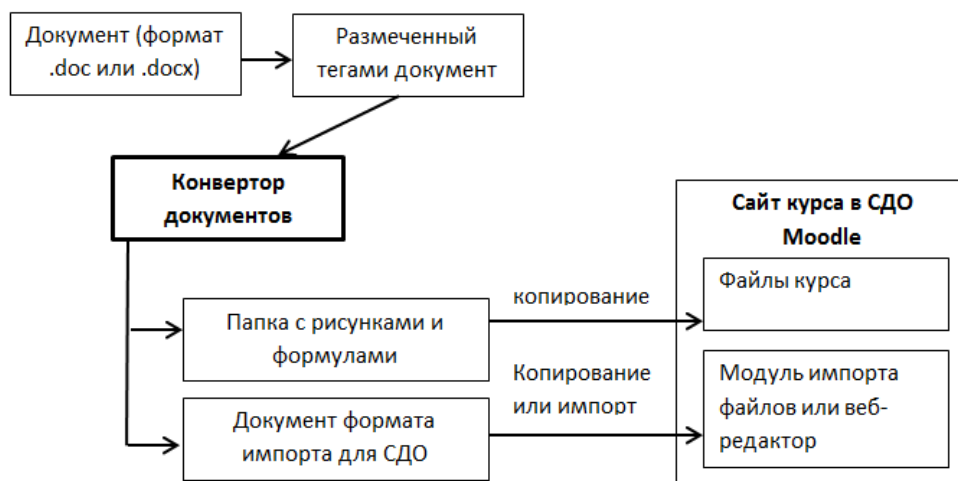 Документ (формат
.doc или .docx)
Размеченный
тегами документ
Конвертор
документов
Сайт курса в СДО
Moodle
Файлы курса
копирование
Папка с рисунками и
формулами
Модуль импорта
файлов или веб-
редактор
Копирование
или импорт
Документ формата
импорта для СДО